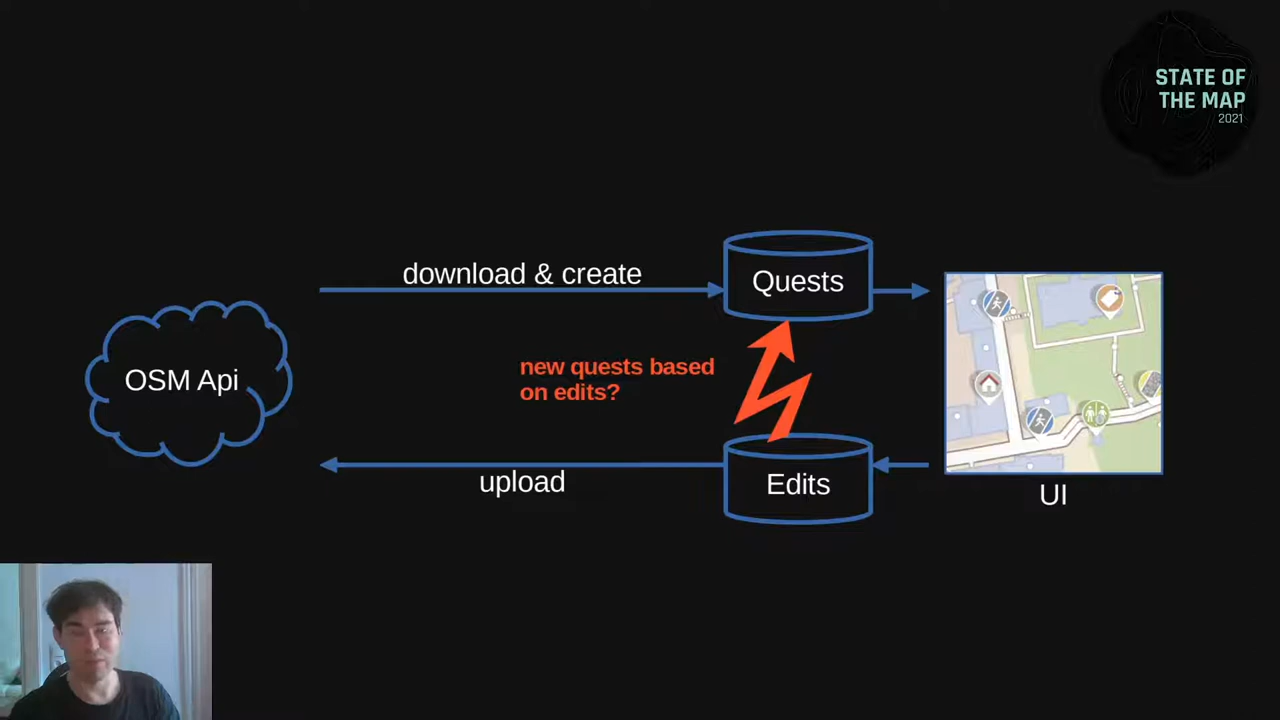 STATE OF
THE MAP
2021
download & create
Quests
OSM Api
new quests based
on edits?
upload
Edits
UI